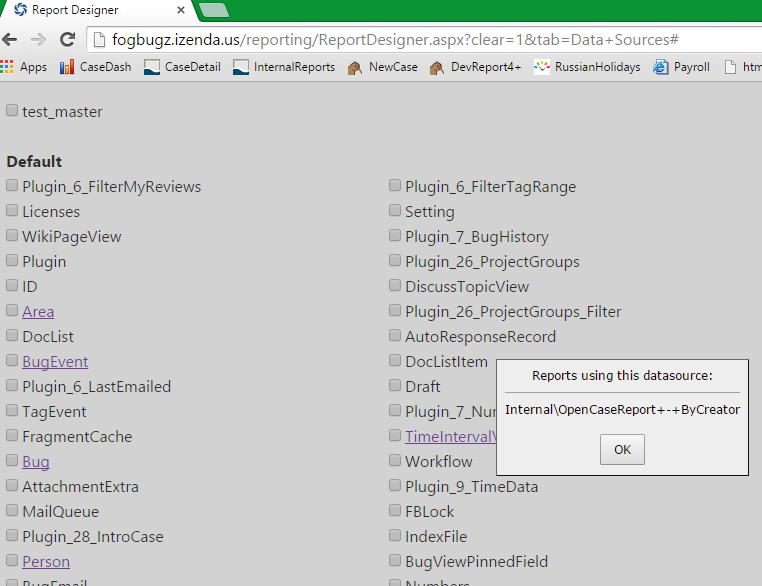 Report Designer ×
fogbugz.izenda.us/reporting/ReportDesigner.aspx?clear=1&tab=Data+Sources#
Apps CaseDash CaseDetail InternalReports NewCase DevReport4+ RussianHolidays Payroll htm
test_master
Default
Plugin_6_FilterMyReviews Plugin_6_FilterTagRange
Licenses Setting
WikiPageView Plugin_7_BugHistory
Plugin Plugin_26_ProjectGroups
ID DiscussTopicView
Area Plugin_26_ProjectGroups_Filter
DocList AutoResponseRecord
BugEvent DocListItem
Plugin_6_LastEmailed Draft
TagEvent Plugin_7_Nu
FragmentCache TimeInterval
Bug Workflow
AttachmentExtra Plugin_9_TimeData
MailQueue FBLock
Plugin_28_IntroCase IndexFile
Person BugViewPinnedField
BugEmail Numbers
Reports using this datasource:
Internal\OpenCaseReport+-+ByCreator
OK